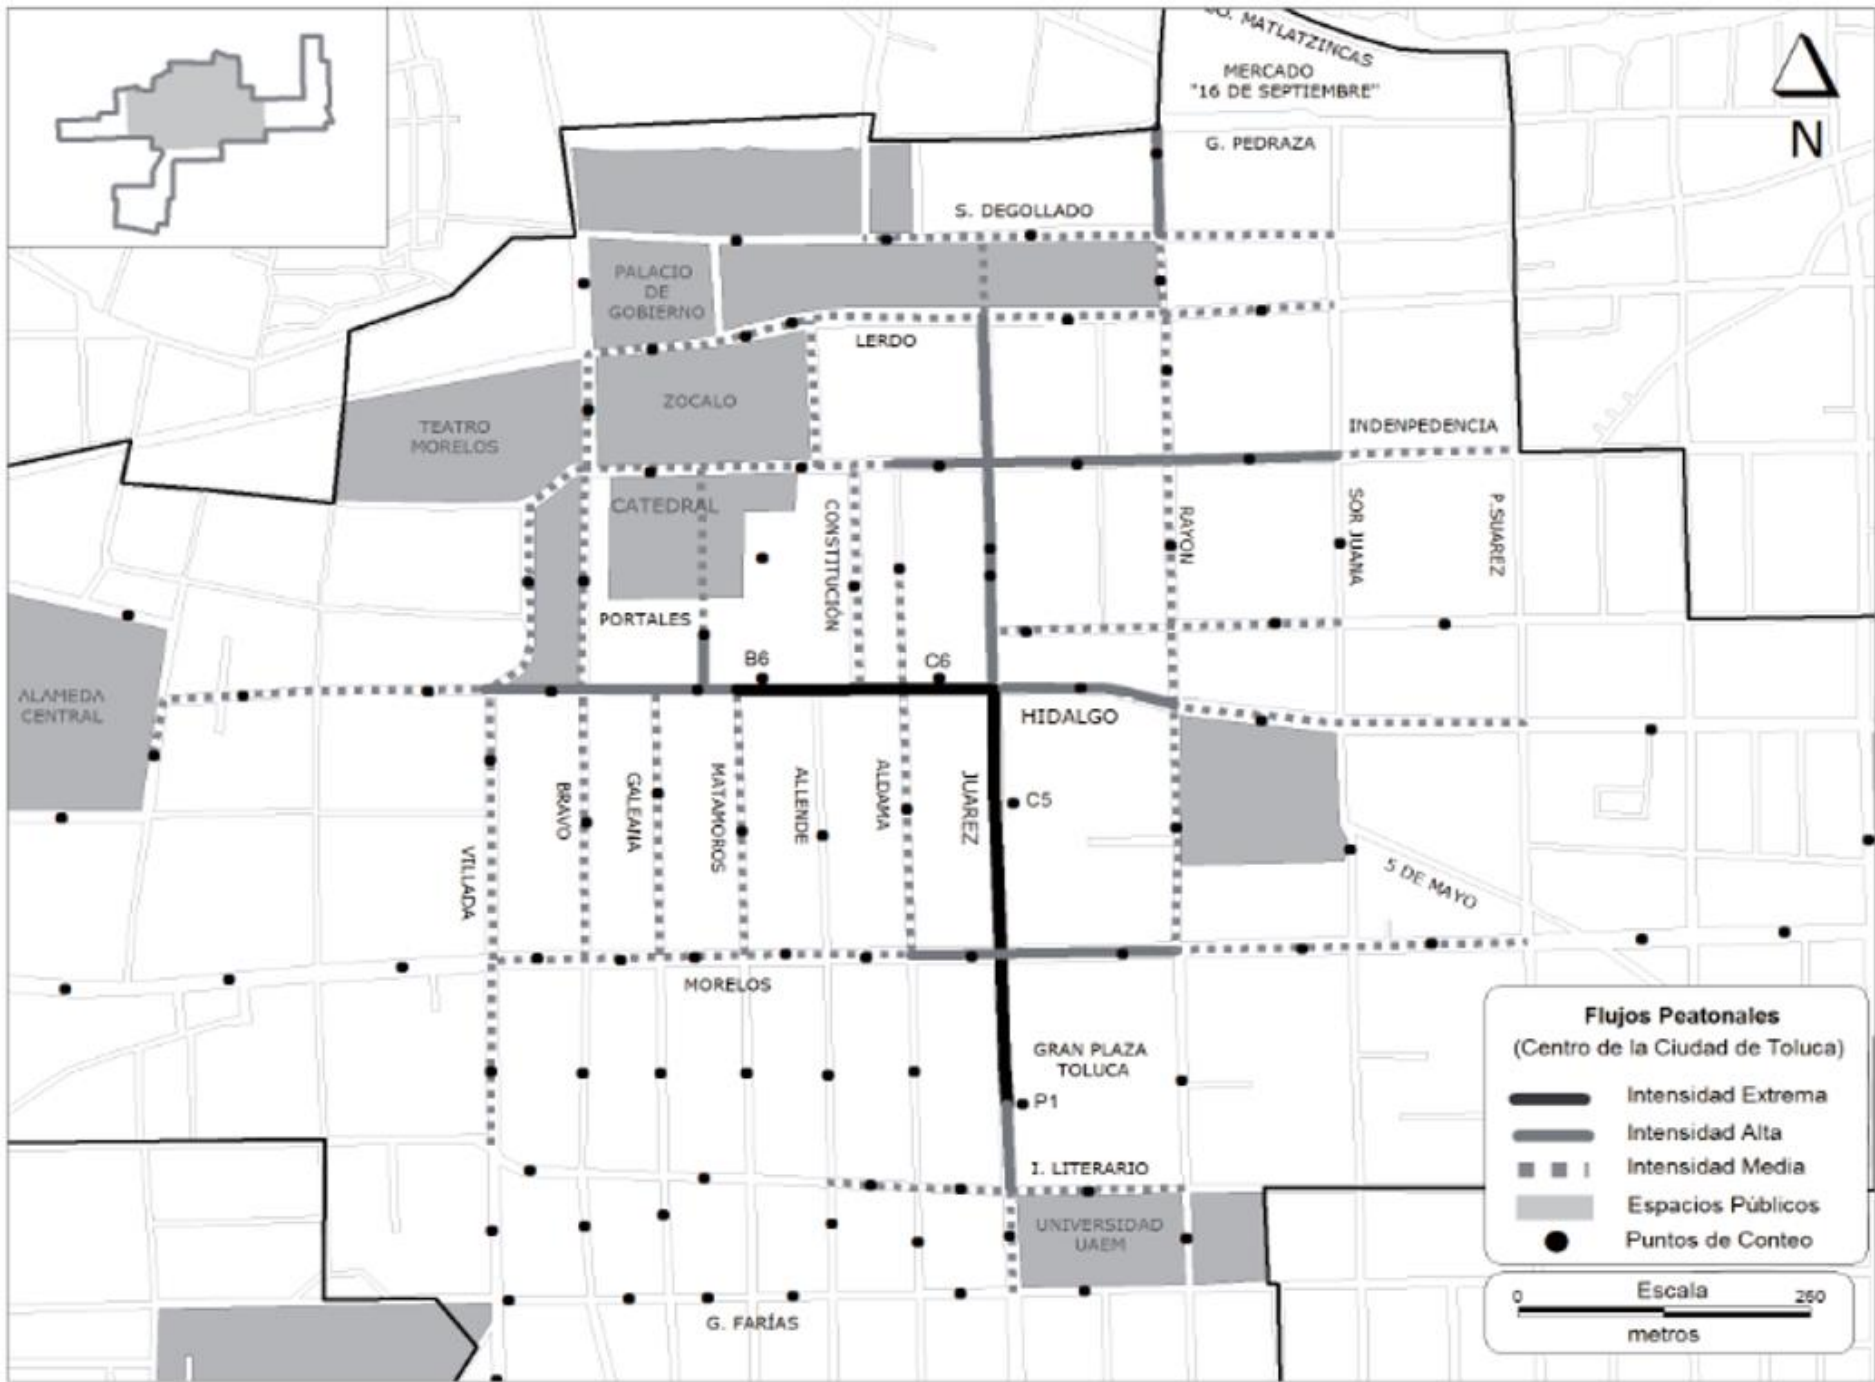 MATLATZINCAS
MERCADO
"16 DE SEPTIEMBRE"
N
G. PEDRAZA
S. DEGOLLADO
PALACIO
DE
GOBIERNO
LERDO
ZOCALO
TEATRO
MORELOS
INDENPEDENCIA
CATEDRAL
CONSTITUCIÓN
RAYON
SOR JUANA
P.SUAREZ
PORTALES
B6
C6
ALAMEDA
CENTRAL
HIDALGO
VILLADA
BRAVO
GALEANA
MATAMOROS
ALLENDE
ALDAMA
JUAREZ
C5
5 DE MAYO
MORELOS
GRAN PLAZA
TOLUCA
P1
I. LITERARIO
UNIVERSIDAD
UAEM
G. FARÍAS
Flujos Peatonales
(Centro de la Ciudad de Toluca)
Intensidad Extrema
Intensidad Alta
Intensidad Media
Espacios Públicos
Puntos de Conteo
Escala
0 250
metros